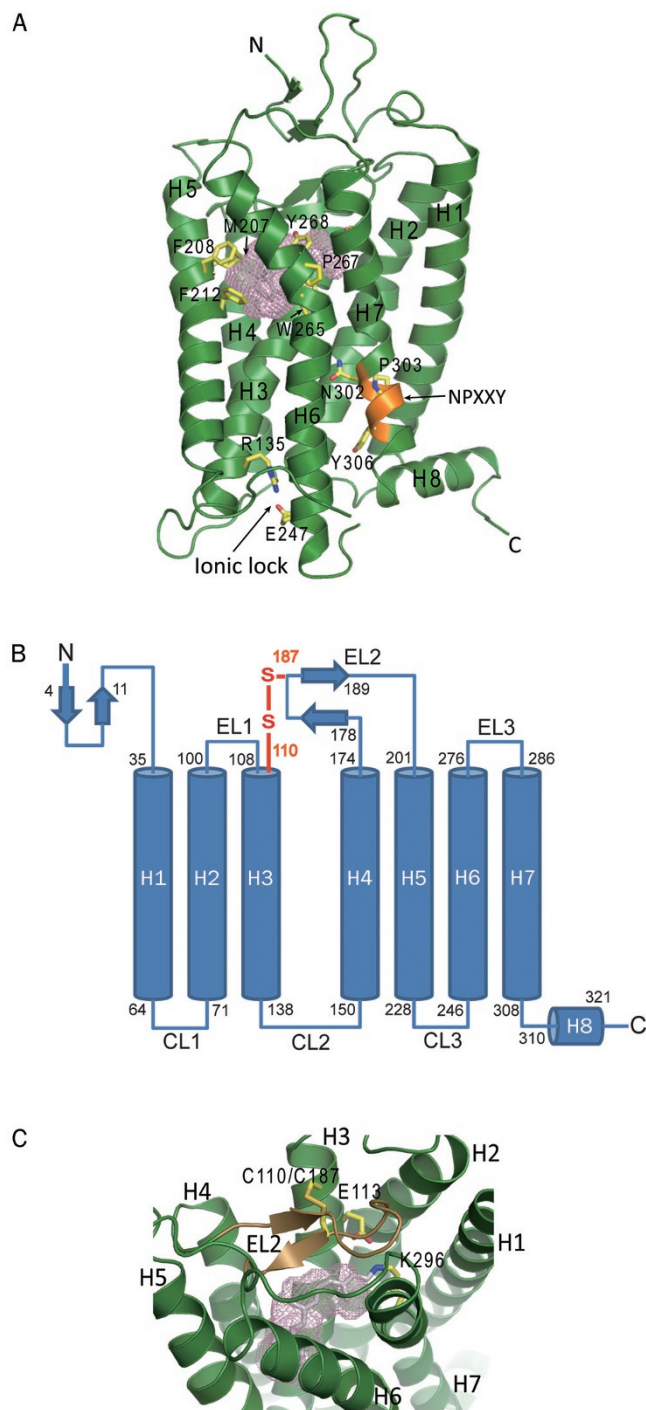 A
N
H5
M207
Y268
H2
H1
F208
P267
F212
H4
W265
H7
P303
H3
N302
NPXXY
H6
R135
Y306
H8
E247
C
Ionic lock
B
N
187
EL2
4
11
S
189
EL1
S
178
EL3
110
35
100
108
174
201
276
286
H1
H2
H3
H4
H5
H6
H7
64
71
138
150
228
246
308
321
H8
C
310
CL1
CL2
CL3
C
H3
H2
C110/C187
E113
H4
H1
EL2
K296
H5
H6
H7